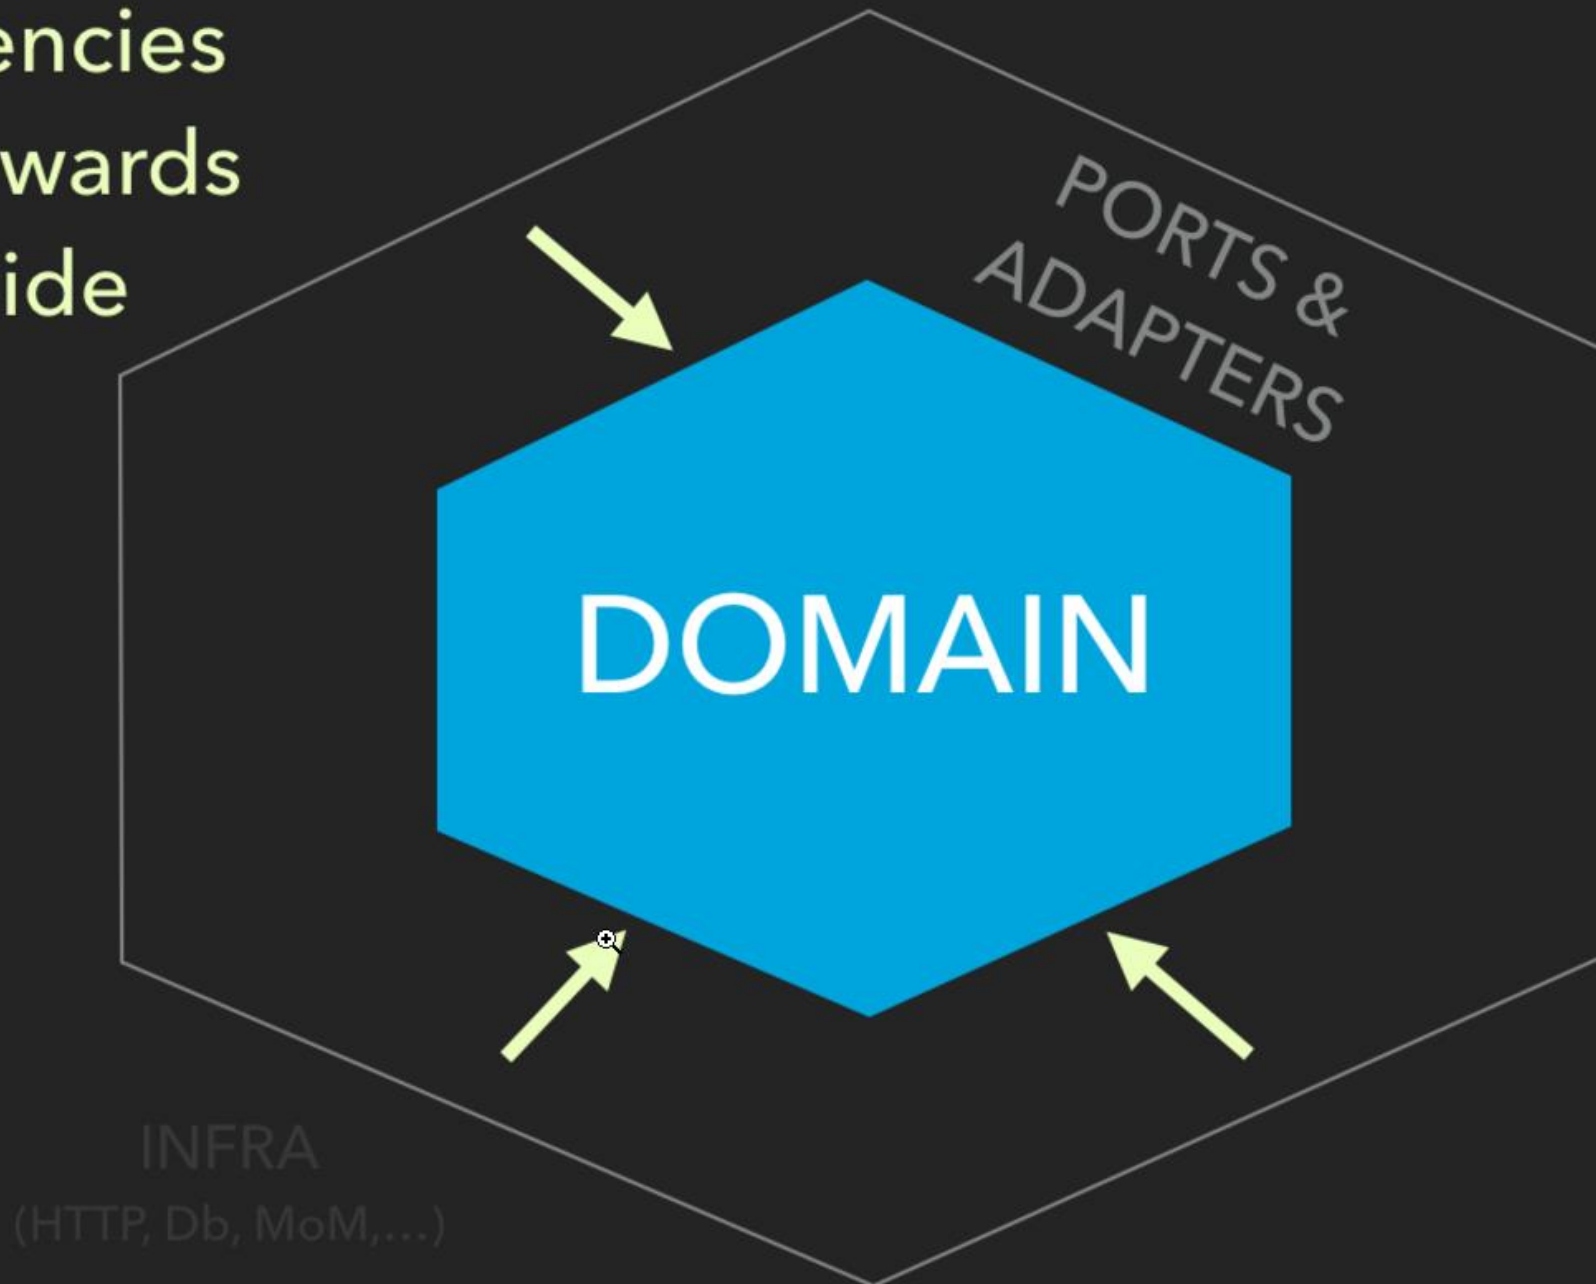 encies
wards
ide
PORTS &
ADAPTERS
DOMAIN
INFRA
(HTTP, Db, MoM,...)